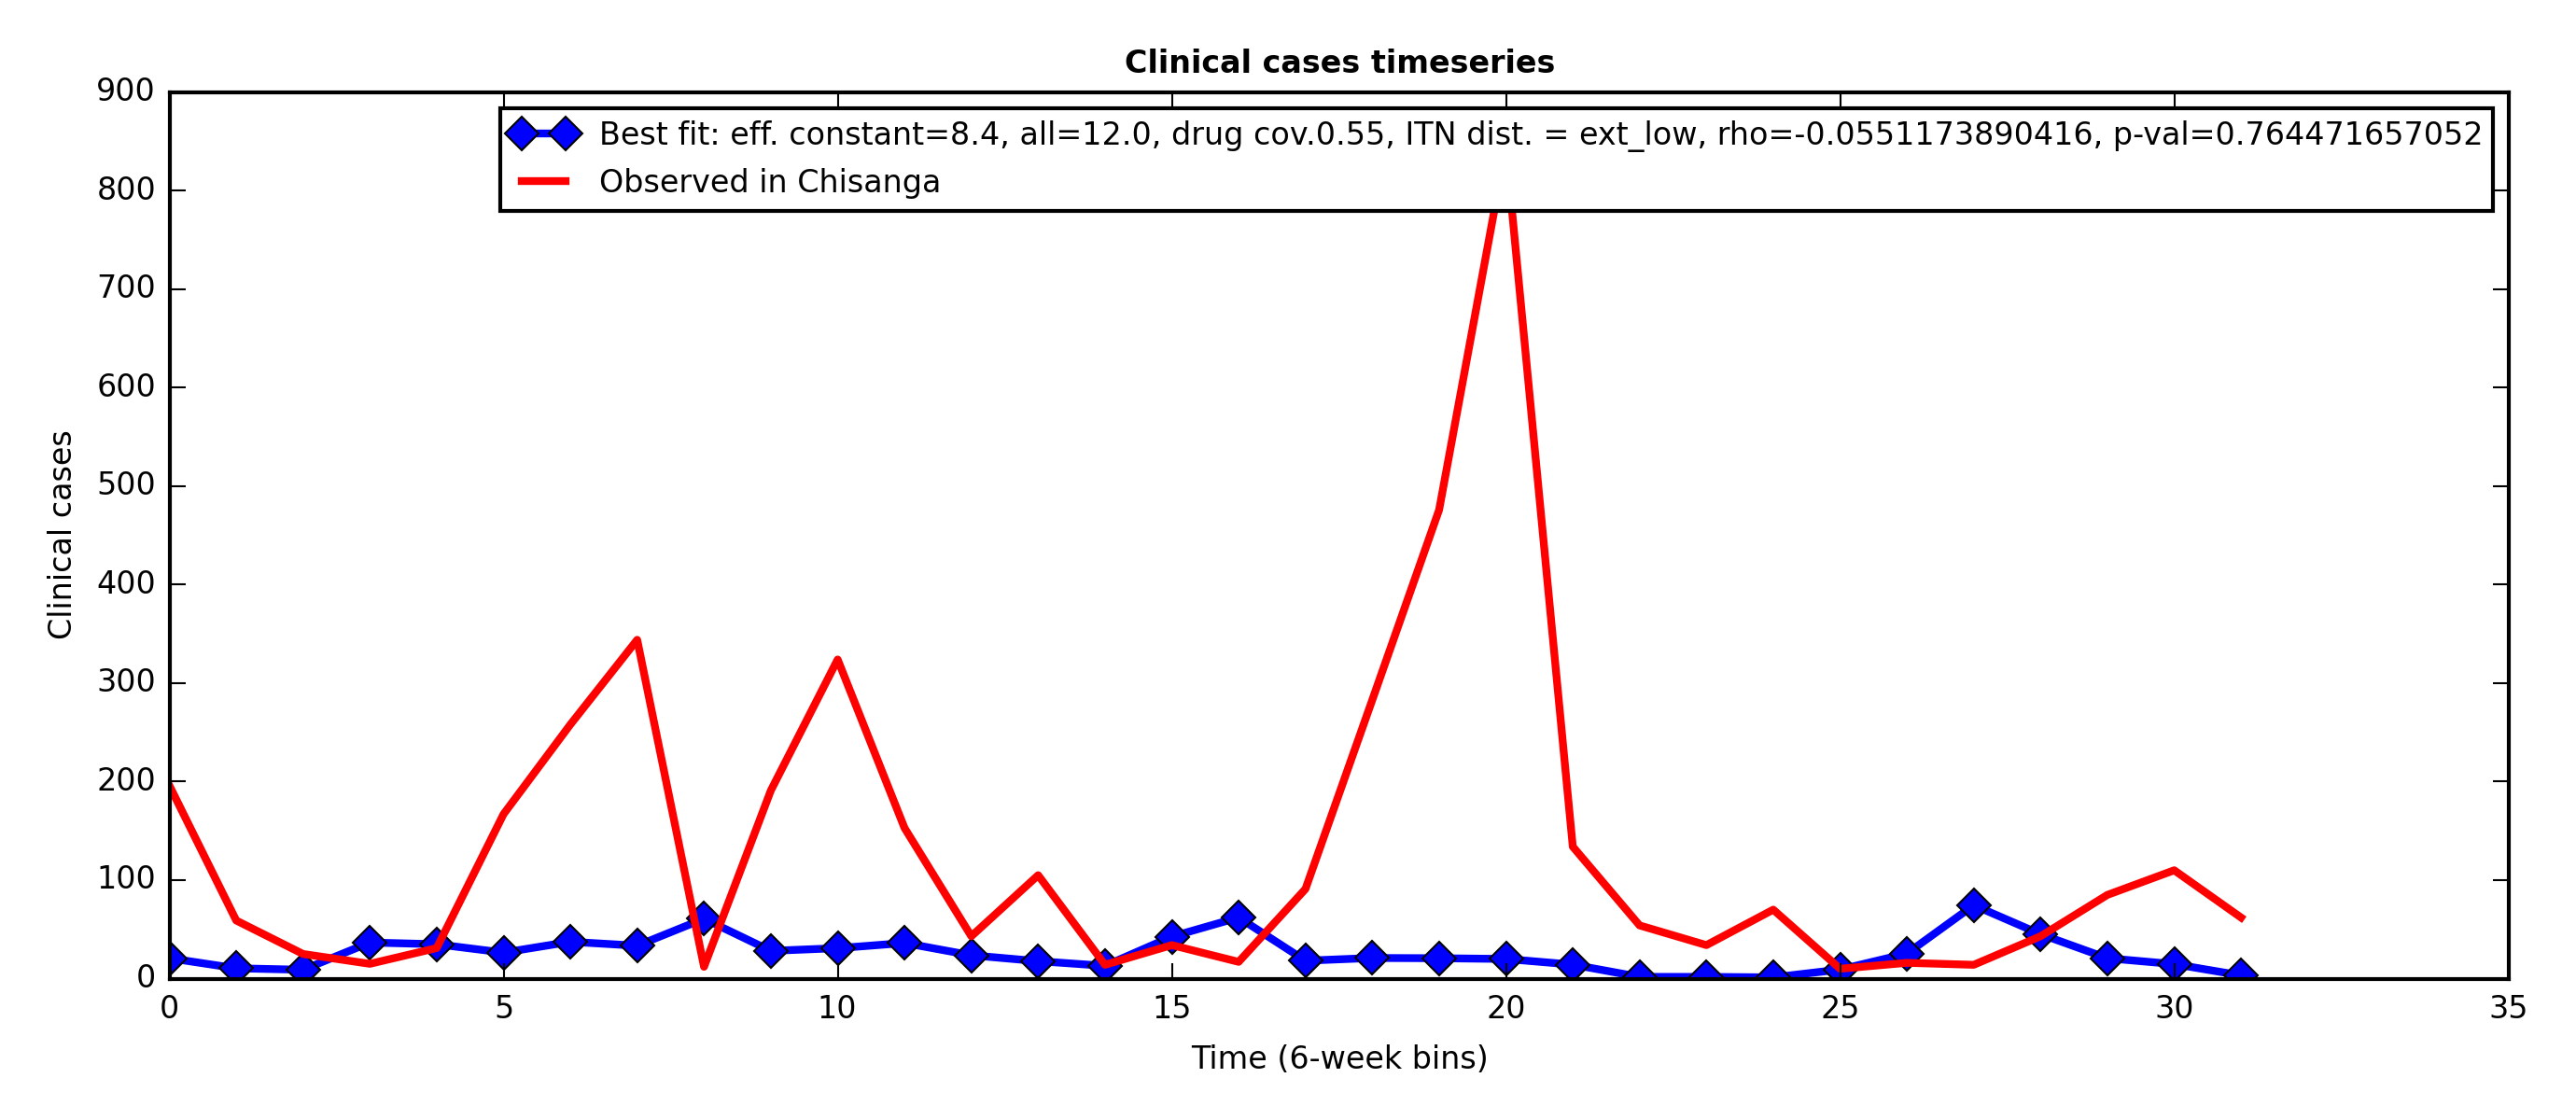 Clinical cases timeseries
900
800
700
600
500
400
300
200
100
0
Clinical cases
Best fit: eff. constant=8.4, all=12.0, drug cov.0.55, ITN dist. = ext_low, rho=-0.0551173890416, p-val=0.764471657052
Observed in Chisanga
0 5 10 15 20 25 30 35
Time (6-week bins)